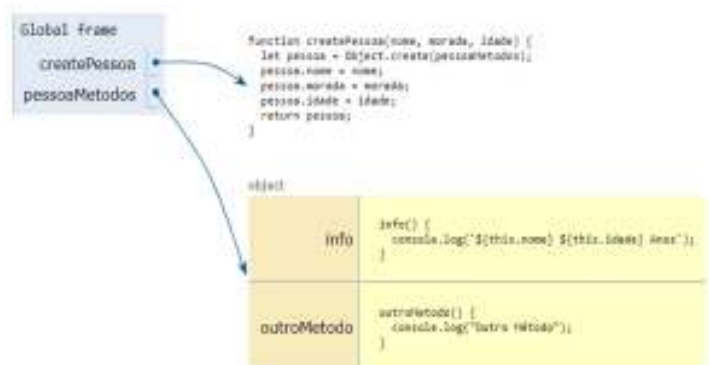 Global frame
createPessoa
pessoaMetodos
function createPessoa(nome, morada, idade) {
let pessoa = Object.create(pessoaMetodos);
pessoa.nome = nome;
pessoa.morada = morada;
pessoa.idade = idade;
return pessoa;
}
object
info
info() {
console.log(`${this.nome} ${this.idade} Anos`);
}
outroMetodo
outroMetodo() {
console.log("Outro Método");
}